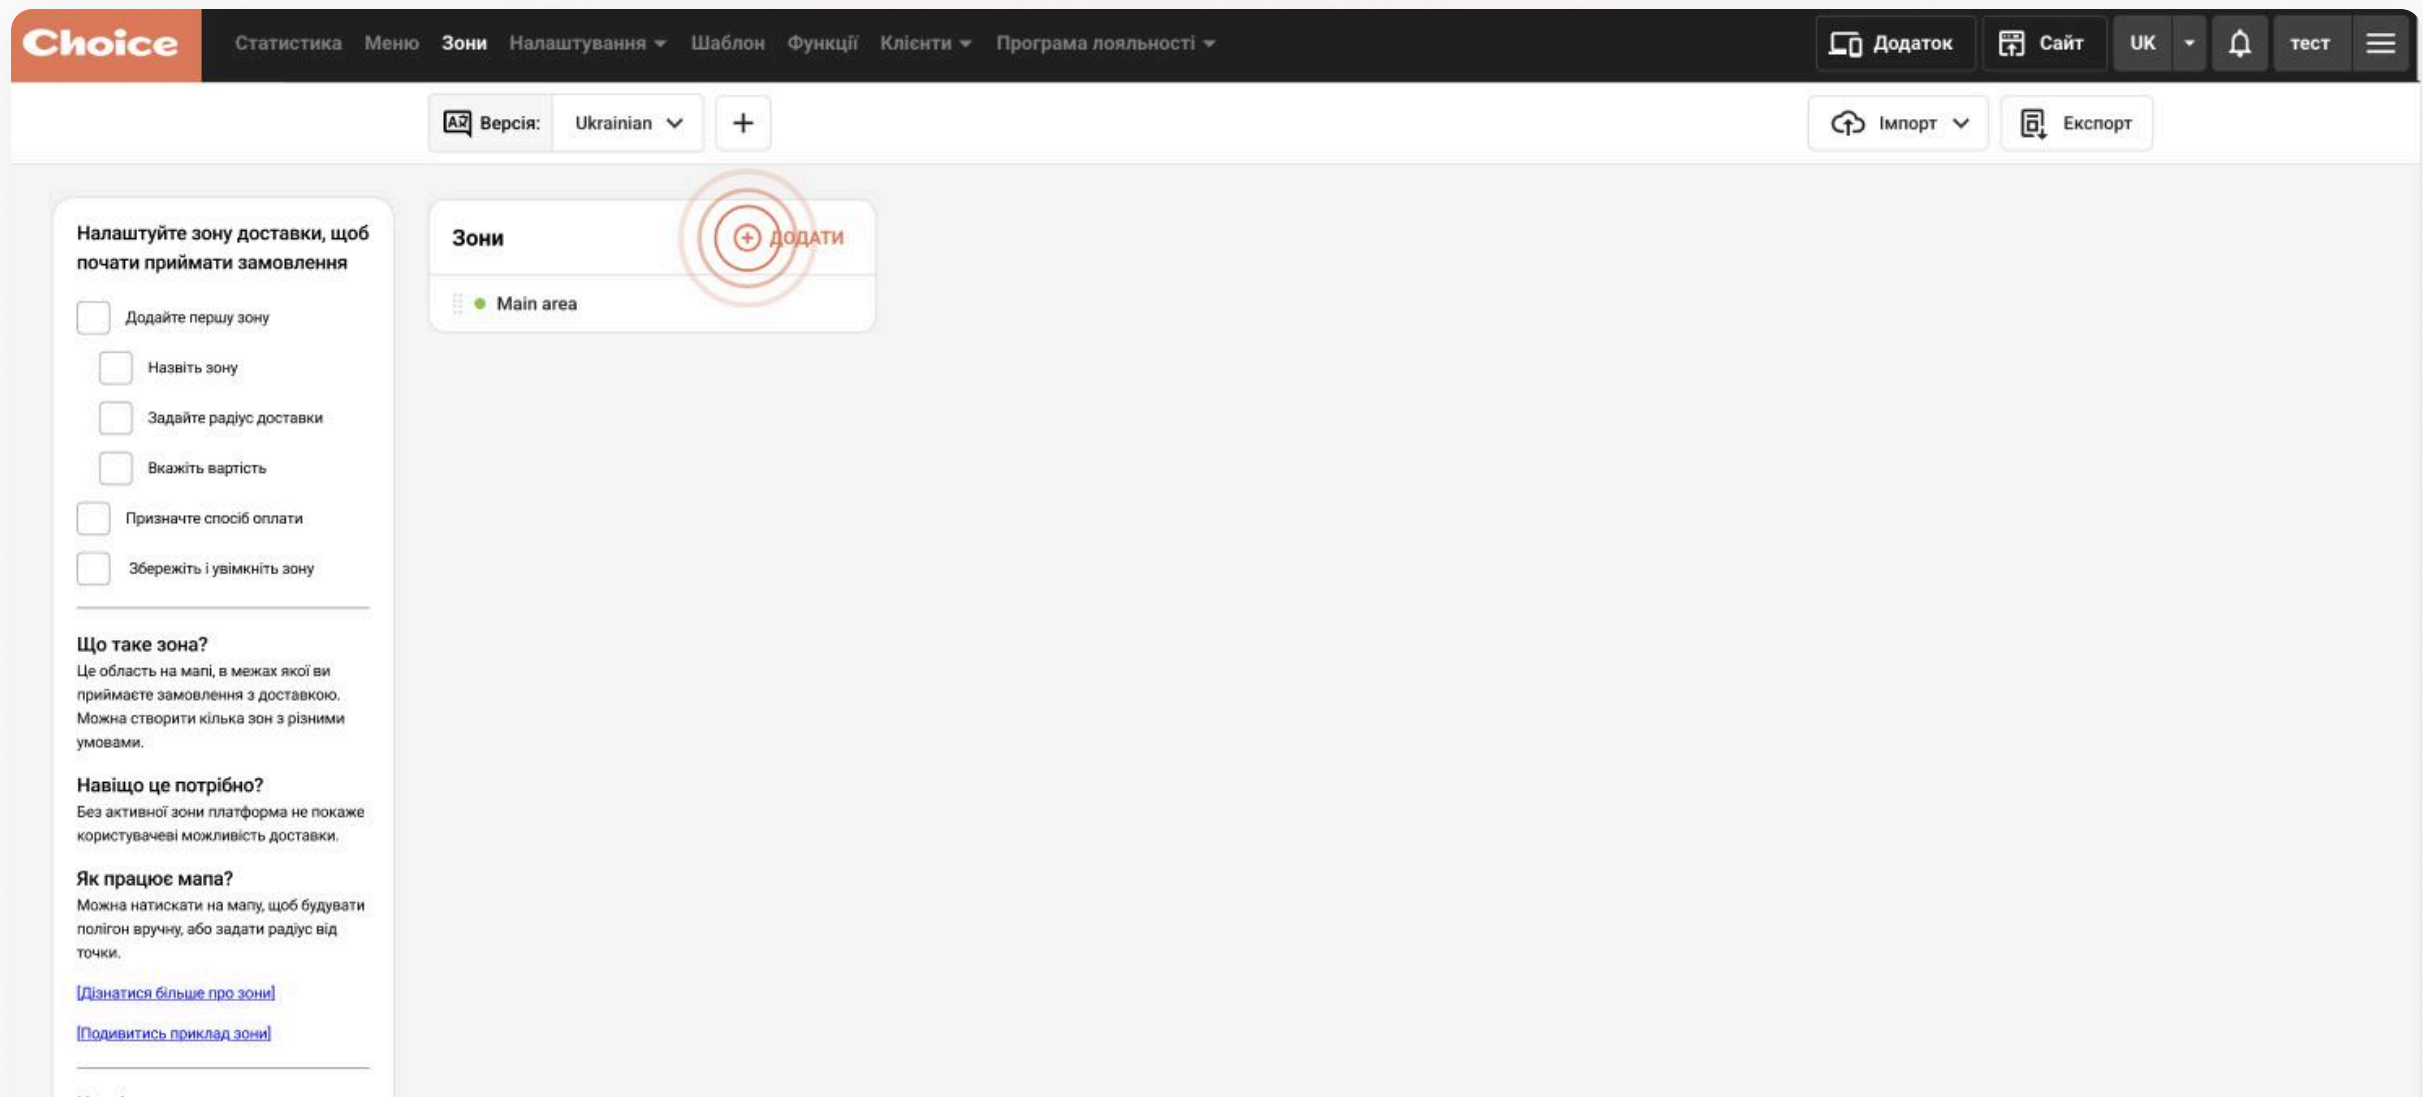 Choice
Статистика Меню Зони Налаштування Шаблон Функції Клієнти Програма лояльності
Додаток Сайт UK тест
Версія: Ukrainian
Імпорт Експорт
Налаштуйте зону доставки, щоб
почати приймати замовлення
Додайте першу зону
Назвіть зону
Задайте радіус доставки
Вкажіть вартість
Призначте спосіб оплати
Збережіть і увімкніть зону
Що таке зона?
Це область на мапі, в межах якої ви
приймаєте замовлення з доставкою.
Можна створити кілька зон з різними
умовами.
Навіщо це потрібно?
Без активної зони платформа не покаже
користувачеві можливість доставки.
Як працює мапа?
Можна натискати на мапу, щоб будувати
полігон вручну, або задати радіус від
точки.
[Дізнатися більше про зони]
[Подивитись приклад зони]
Зони
ДОДАТИ
Main area